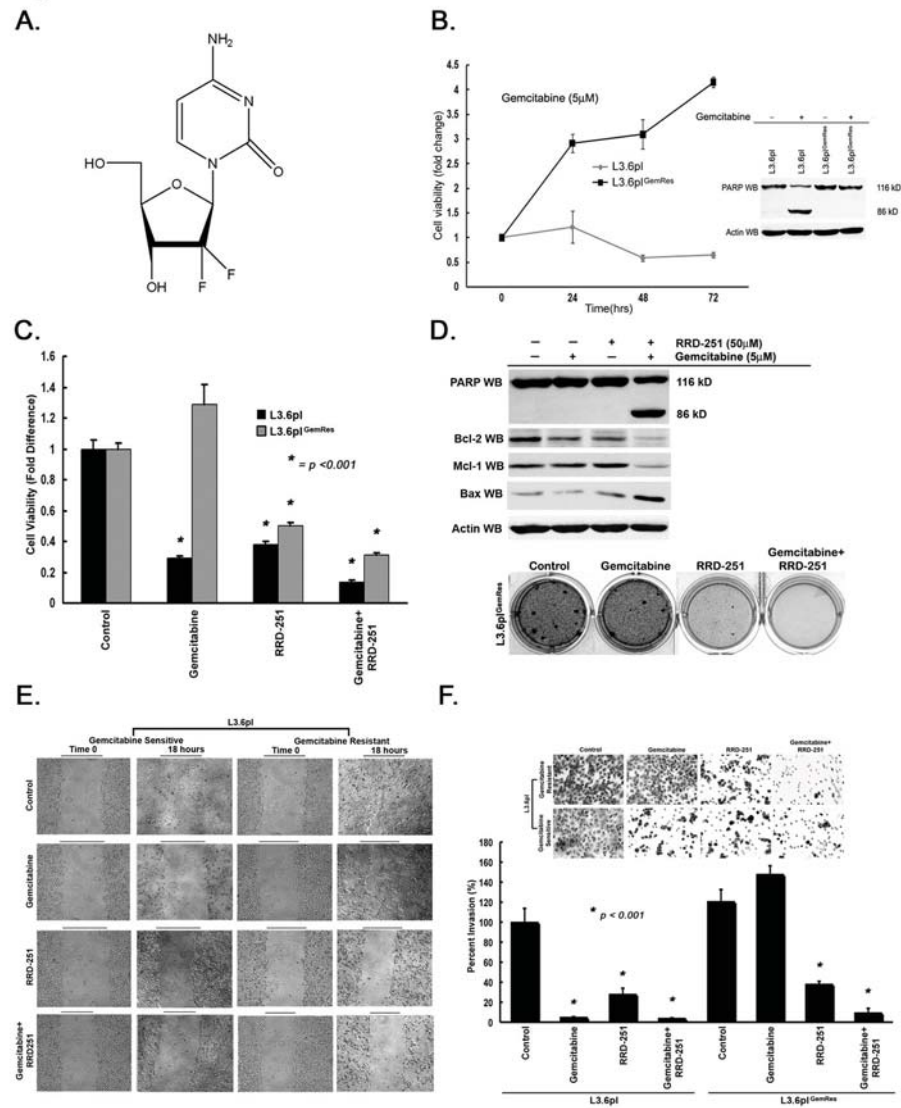 A.
NH₂
N
N
O
HO
O
F
F
OH
B.
Gemcitabine (5μM)
Cell viability (fold change)
4.5
4
3.5
3
2.5
2
1.5
1
0.5
0
0 24 48 72
Time(hrs)
L3.6pl
L3.6pl GemRes
Gemcitabine – + – +
L3.6pl L3.6pl L3.6pl GemRes L3.6pl GemRes
PARP WB 116 kD
86 kD
Actin WB
C.
Cell Viability (Fold Difference)
1.6
1.4
1.2
1
0.8
0.6
0.4
0.2
0
L3.6pl
L3.6pl GemRes
* = p <0.001
* * * * *
Control
Gemcitabine
RRD-251
Gemcitabine+
RRD-251
D.
– – + + RRD-251 (50μM)
– + – + Gemcitabine (5μM)
PARP WB 116 kD
86 kD
Bcl-2 WB
Mcl-1 WB
Bax WB
Actin WB
Control Gemcitabine RRD-251 Gemcitabine+
RRD-251
L3.6pl GemRes
E.
L3.6pl
Gemcitabine Sensitive Gemcitabine Resistant
Time 0 18 hours Time 0 18 hours
Control
Gemcitabine
RRD-251
Gemcitabine+
RRD251
F.
Control Gemcitabine RRD-251 Gemcitabine+
RRD-251
L3.6pl
Gemcitabine
Resistant
Gemcitabine
Sensitive
Percent Invasion (%)
180
160
140
120
100
80
60
40
20
0
* p < 0.001
* * * * *
Control
Gemcitabine
RRD-251
Gemcitabine+
RRD-251
Control
Gemcitabine
RRD-251
Gemcitabine+
RRD-251
L3.6pl L3.6pl GemRes